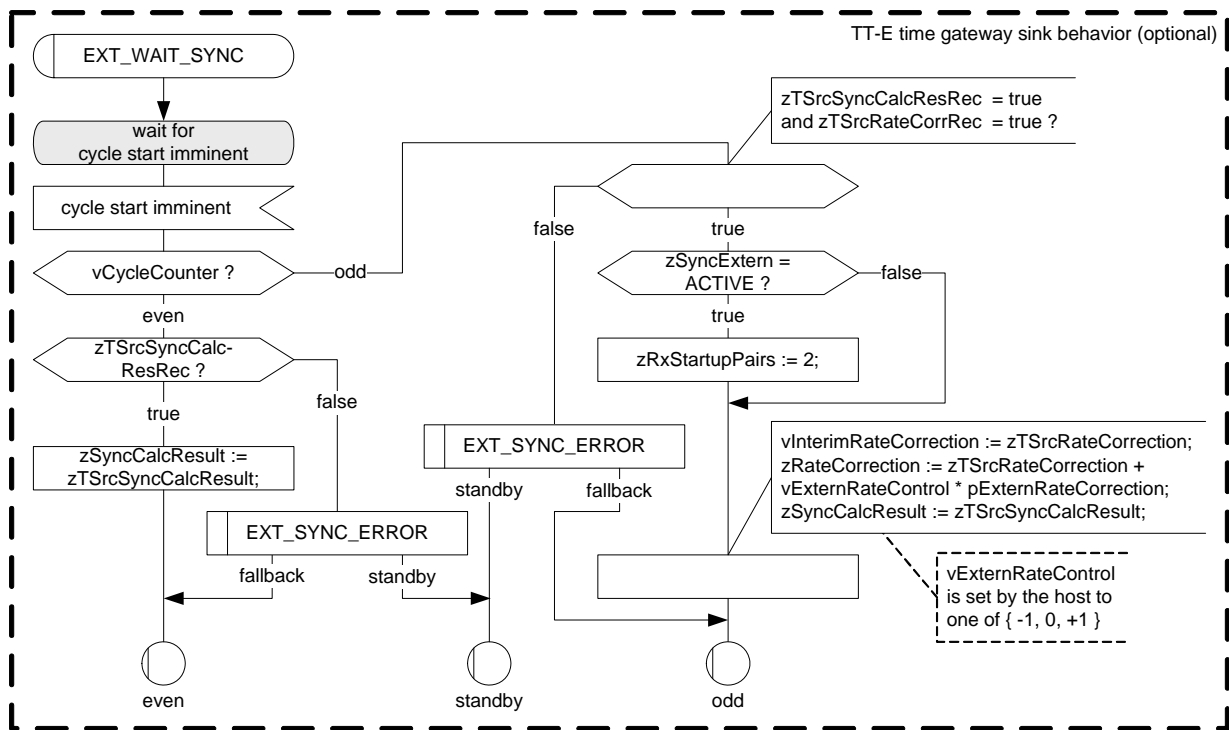 TT-E time gateway sink behavior (optional)
EXT_WAIT_SYNC
wait for
cycle start imminent
cycle start imminent
vCycleCounter ?
odd
even
zTSrcSyncCalc-
ResRec ?
false
true
zSyncCalcResult :=
zTSrcSyncCalcResult;
EXT_SYNC_ERROR
fallback
standby
even
zTSrcSyncCalcResRec = true
and zTSrcRateCorrRec = true ?
false
true
zSyncExtern =
ACTIVE ?
false
true
zRxStartupPairs := 2;
EXT_SYNC_ERROR
standby
fallback
vInterimRateCorrection := zTSrcRateCorrection;
zRateCorrection := zTSrcRateCorrection +
vExternRateControl * pExternRateCorrection;
zSyncCalcResult := zTSrcSyncCalcResult;
vExternRateControl
is set by the host to
one of { -1, 0, +1 }
standby
odd